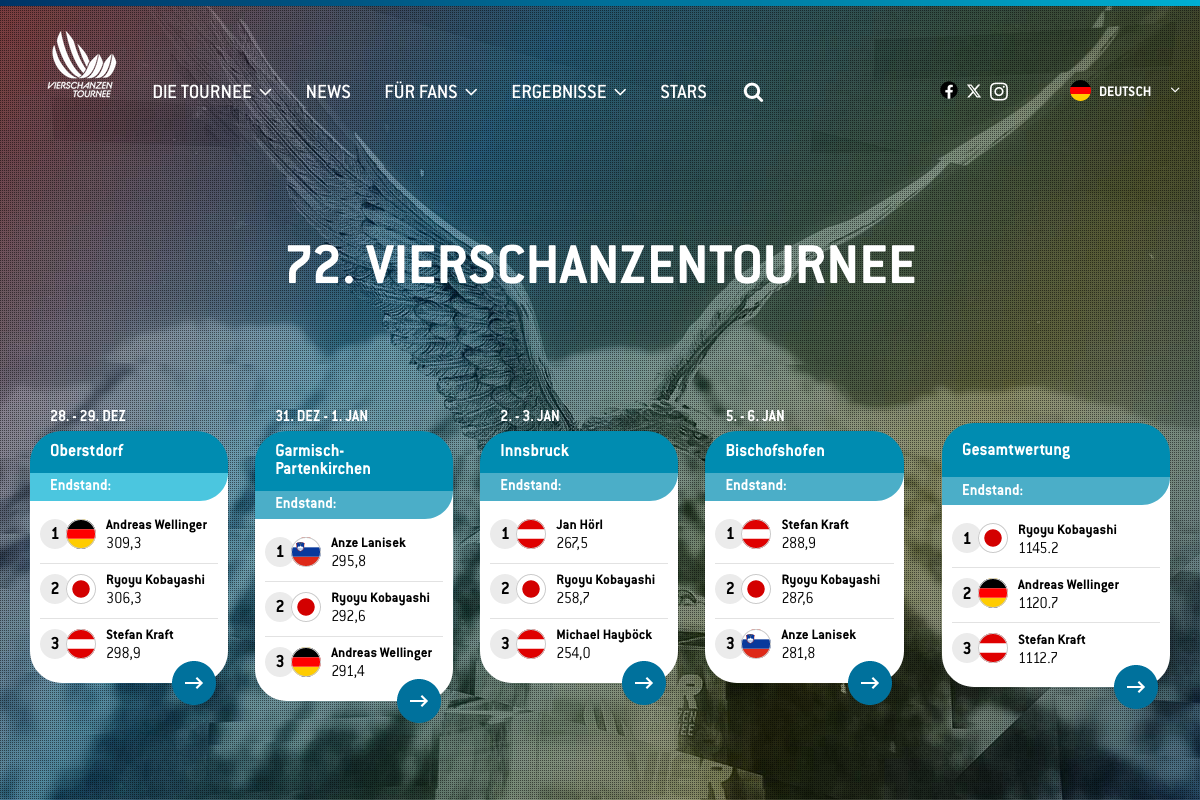 VIERSCHANZEN
TOURNEE
DIE TOURNEE
NEWS
FÜR FANS
ERGEBNISSE
STARS
DEUTSCH
72. VIERSCHANZENTOURNEE
28. - 29. DEZ
Oberstdorf
Endstand:
1
Andreas Wellinger
309,3
2
Ryoyu Kobayashi
306,3
3
Stefan Kraft
298,9
31. DEZ - 1. JAN
Garmisch-
Partenkirchen
Endstand:
1
Anze Lanisek
295,8
2
Ryoyu Kobayashi
292,6
3
Andreas Wellinger
291,4
2. - 3. JAN
Innsbruck
Endstand:
1
Jan Hörl
267,5
2
Ryoyu Kobayashi
258,7
3
Michael Hayböck
254,0
5. - 6. JAN
Bischofshofen
Endstand:
1
Stefan Kraft
288,9
2
Ryoyu Kobayashi
287,6
3
Anze Lanisek
281,8
Gesamtwertung
Endstand:
1
Ryoyu Kobayashi
1145.2
2
Andreas Wellinger
1120.7
3
Stefan Kraft
1112.7
VIER